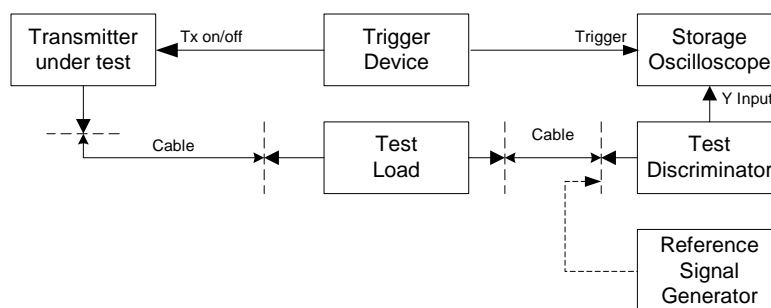 Transmitter
under test
Tx on/off
Trigger
Device
Trigger
Storage
Oscilloscope
Y Input
Cable
Test
Load
Cable
Test
Discriminator
Reference
Signal
Generator